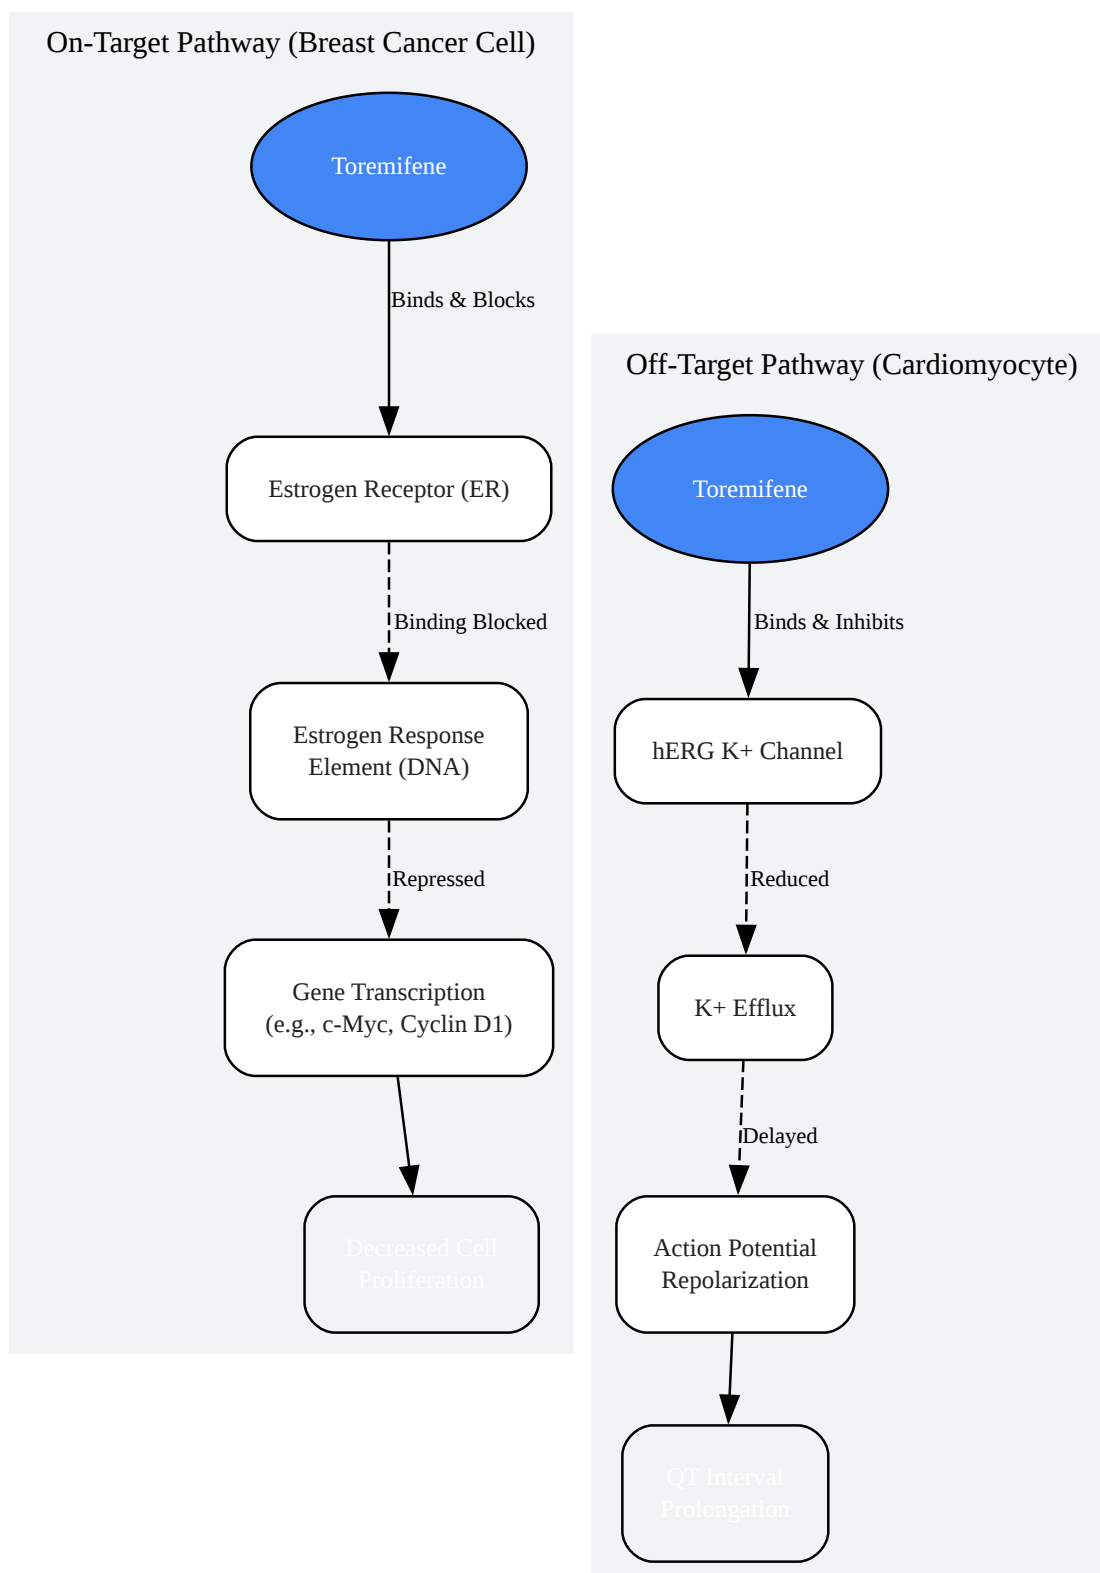 On-Target Pathway (Breast Cancer Cell)
Toremifene
Binds & Blocks
Estrogen Receptor (ER)
Binding Blocked
Estrogen Response
Element (DNA)
Repressed
Gene Transcription
(e.g., c-Myc, Cyclin D1)
Decreased Cell
Proliferation
Off-Target Pathway (Cardiomyocyte)
Toremifene
Binds & Inhibits
hERG K+ Channel
Reduced
K+ Efflux
Delayed
Action Potential
Repolarization
QT Interval
Prolongation